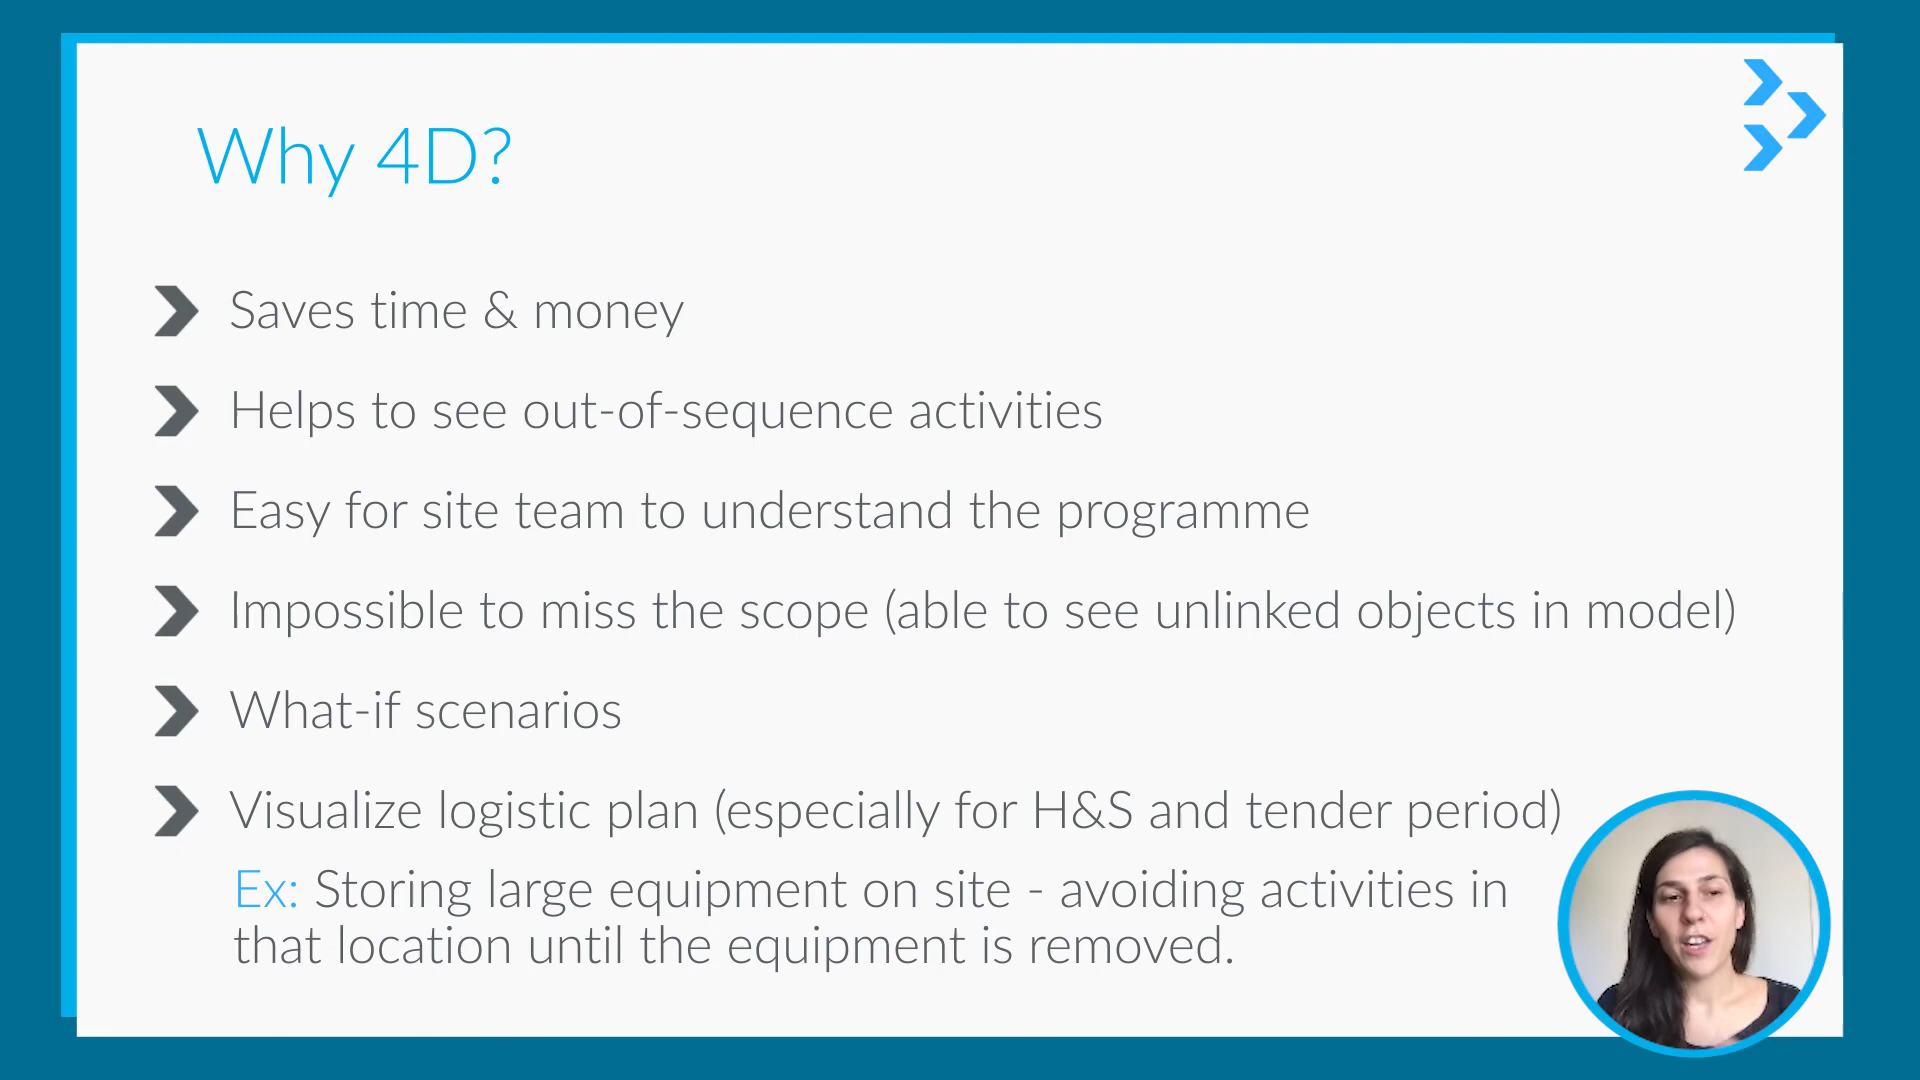 Why 4D?
Saves time & money
Helps to see out-of-sequence activities
Easy for site team to understand the programme
Impossible to miss the scope (able to see unlinked objects in model)
What-if scenarios
Visualize logistic plan (especially for H&S and tender period)
Ex: Storing large equipment on site - avoiding activities in
that location until the equipment is removed.